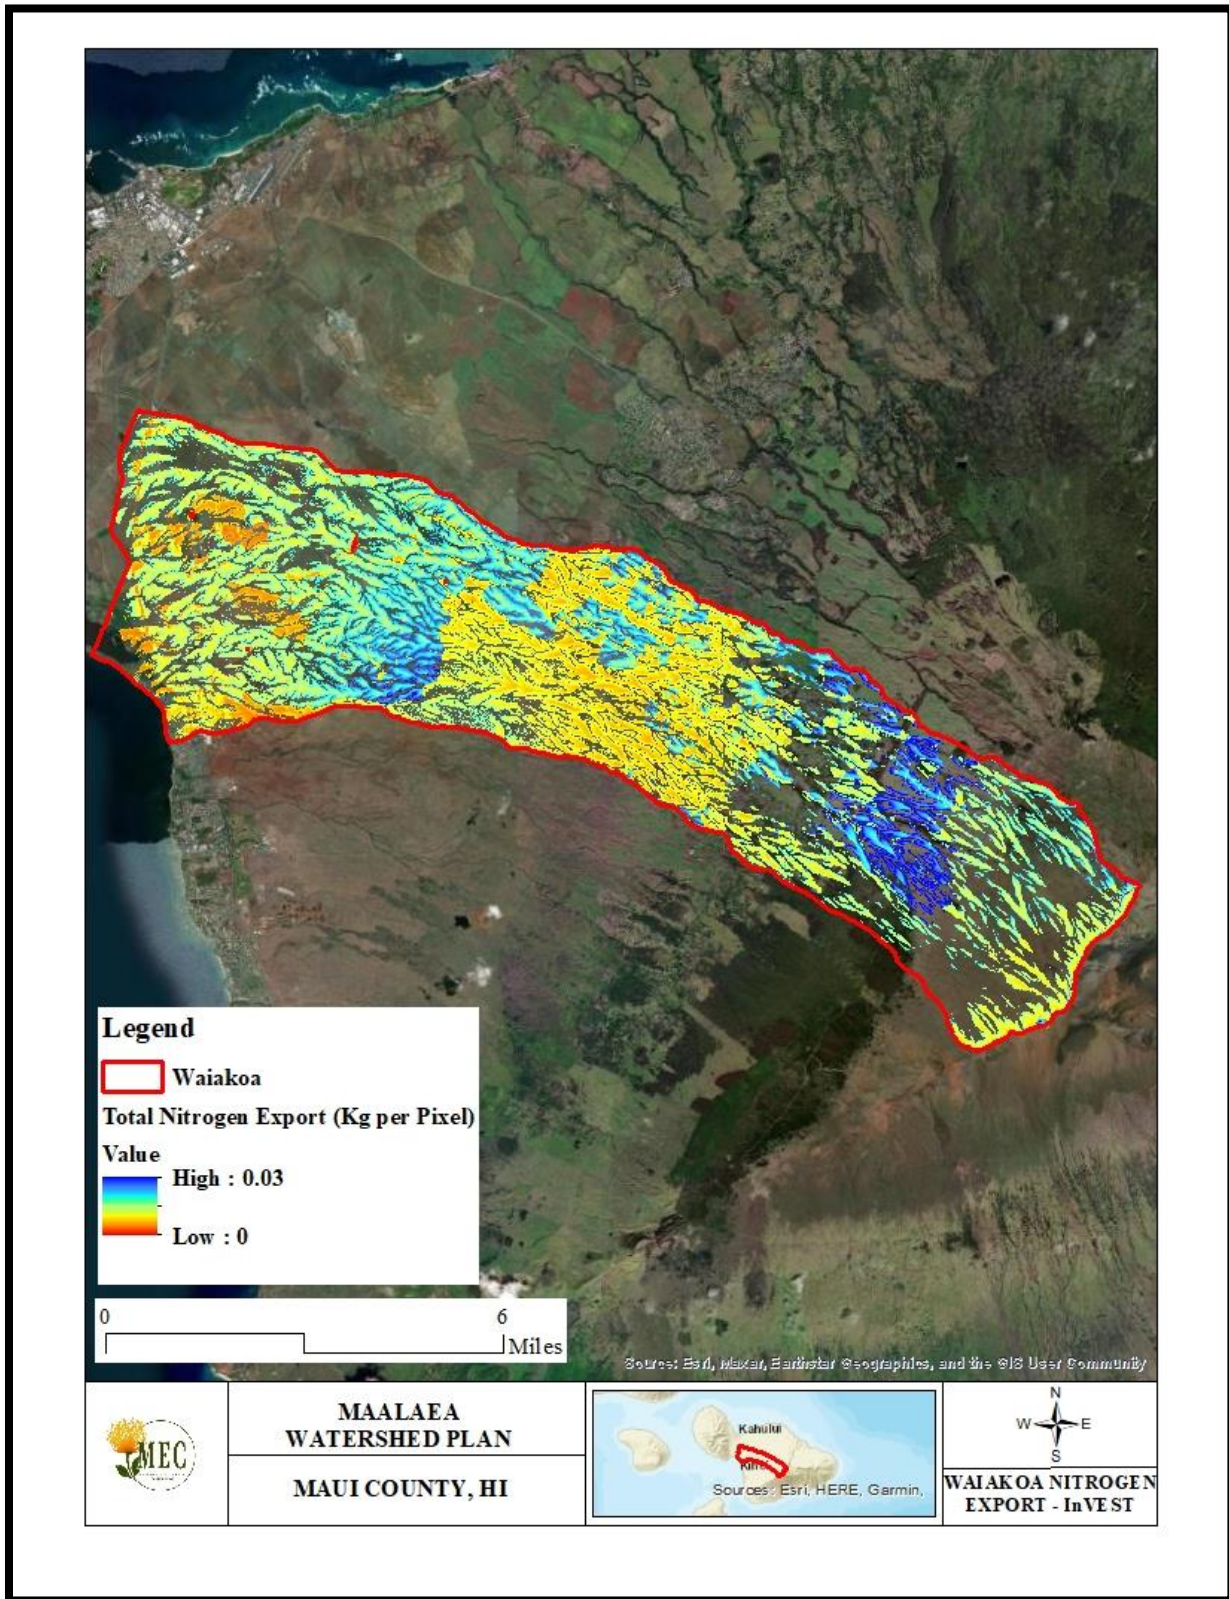 Legend
Waiakoa
Total Nitrogen Export (Kg per Pixel)
Value
High : 0.03
Low : 0
0 6
Miles
Source: Esri, Maxar, Earthstar Geographics, and the GIS User Community
MEC
MAALAEA
WATERSHED PLAN
MAUI COUNTY, HI
Kahului
Sources: Esri, HERE, Garmin,
N
W E
S
WAIAKOA NITROGEN
EXPORT - InVEST